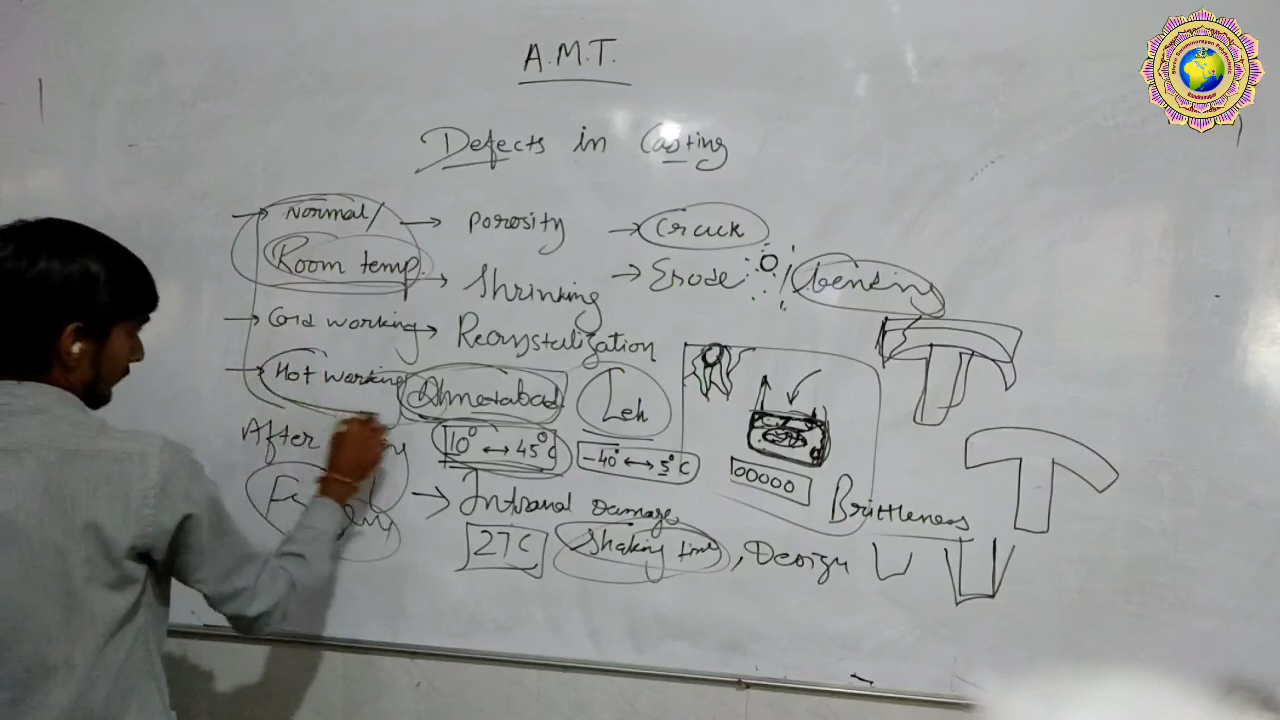 A.M.T.
Defects in Casting
→ Normal/ → Porosity → Crack
Room temp. → Shrinking → Erode / bending
→ Cold working → Recrystalization
→ Hot working Ahmetabad Leh
After
10° ↔ 45°C -40° ↔ 5°C 00000
→ Internal Damage, Brittleness
27 C Shaking time, Design